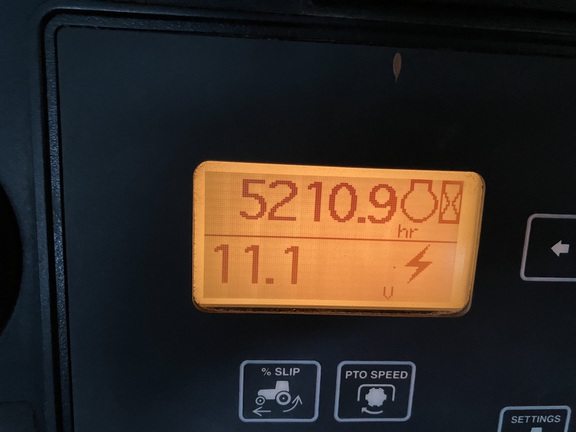 5210.9
hr
11.1
V
% SLIP
PTO SPEED
SETTINGS